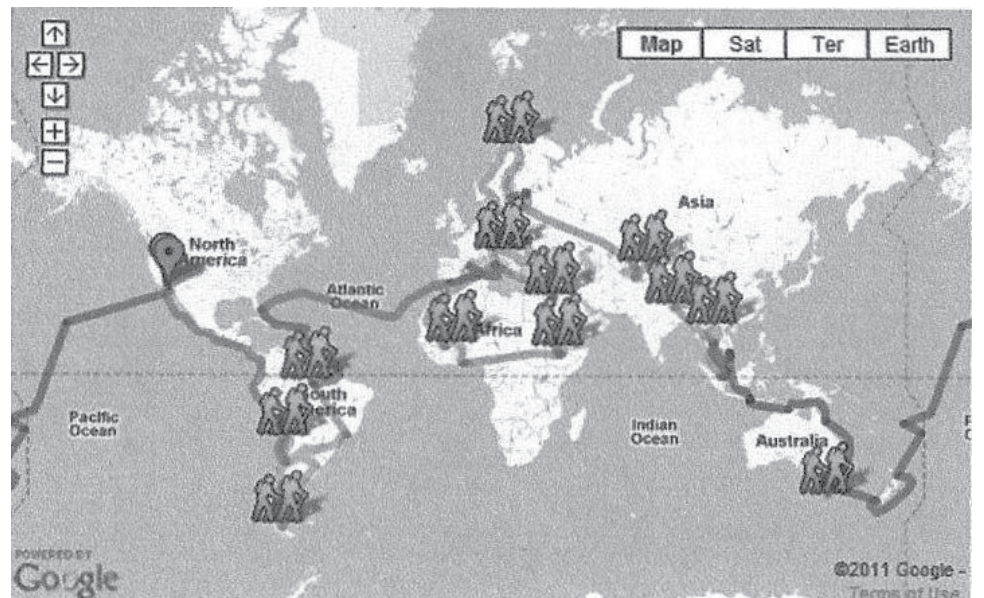 Map
Sat
Ter
Earth
Asia
North
America
Atlantic
Ocean
Africa
South
America
Pacific
Ocean
Indian
Ocean
Australia
POWERED BY
Google
©2011 Google -
Terms of Use